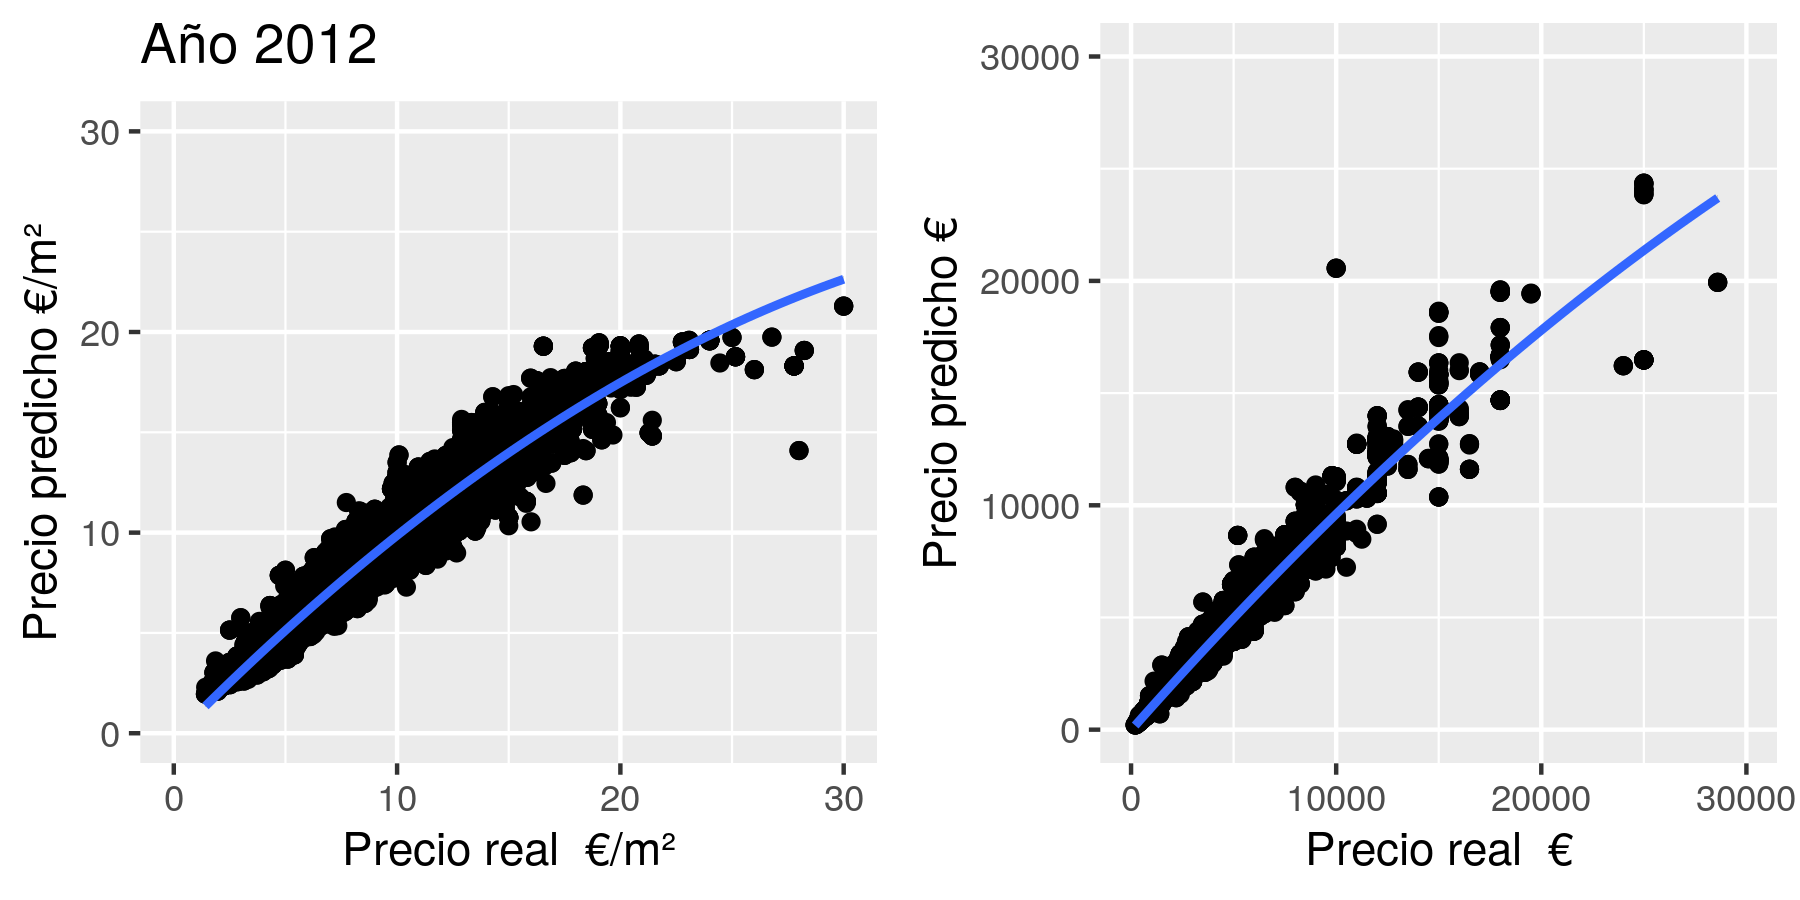 Año 2012
Precio predicho €/m²
30
20
10
0
0 10 20 30
Precio real €/m²
Precio predicho €
30000
20000
10000
0
0 10000 20000 30000
Precio real €